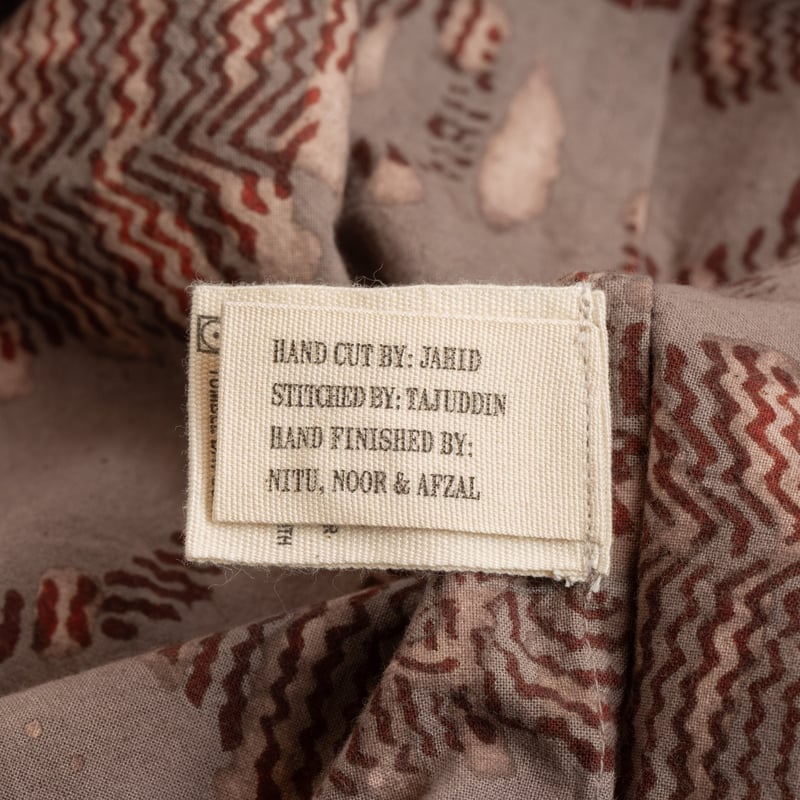 HAND CUT BY: JAHID
STITCHED BY: TAJUDDIN
HAND FINISHED BY:
NITU, NOOR & AFZAL